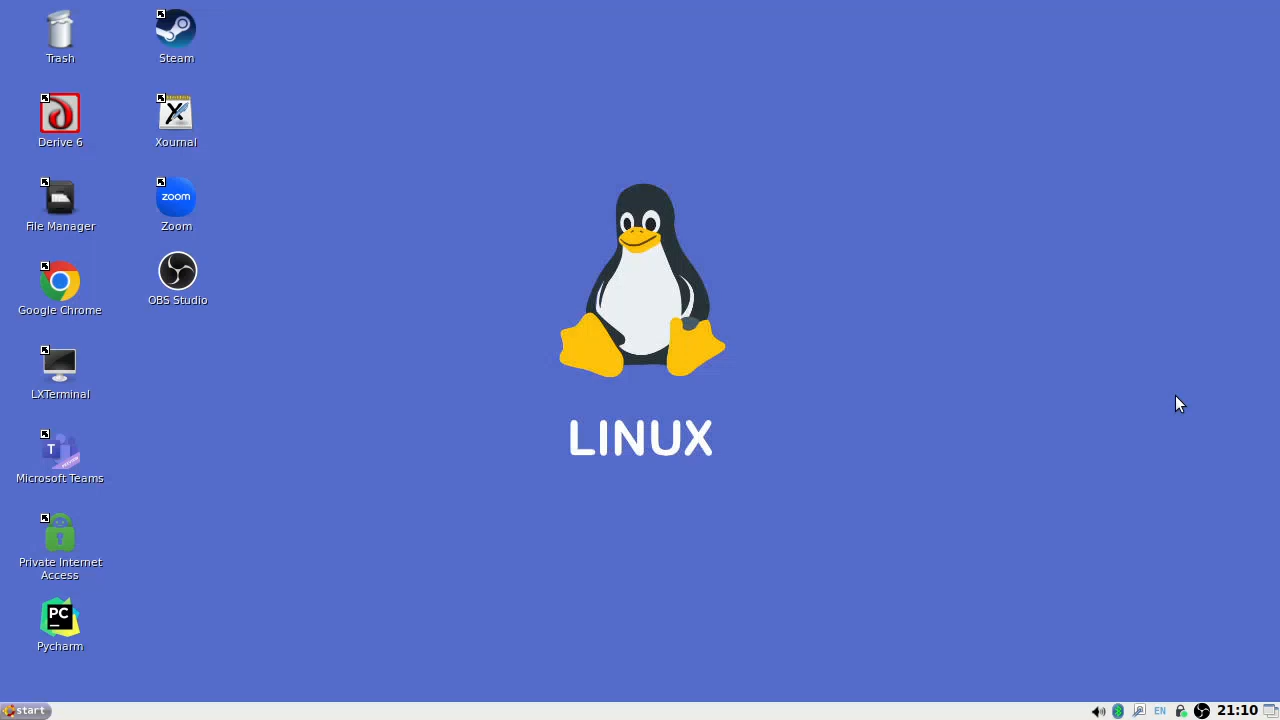 Trash
Steam
Derive 6
Xournal
File Manager
zoom
Zoom
Google Chrome
OBS Studio
LXTerminal
T
Microsoft Teams
Private Internet
Access
PC
Pycharm
LINUX
start
EN
21:10